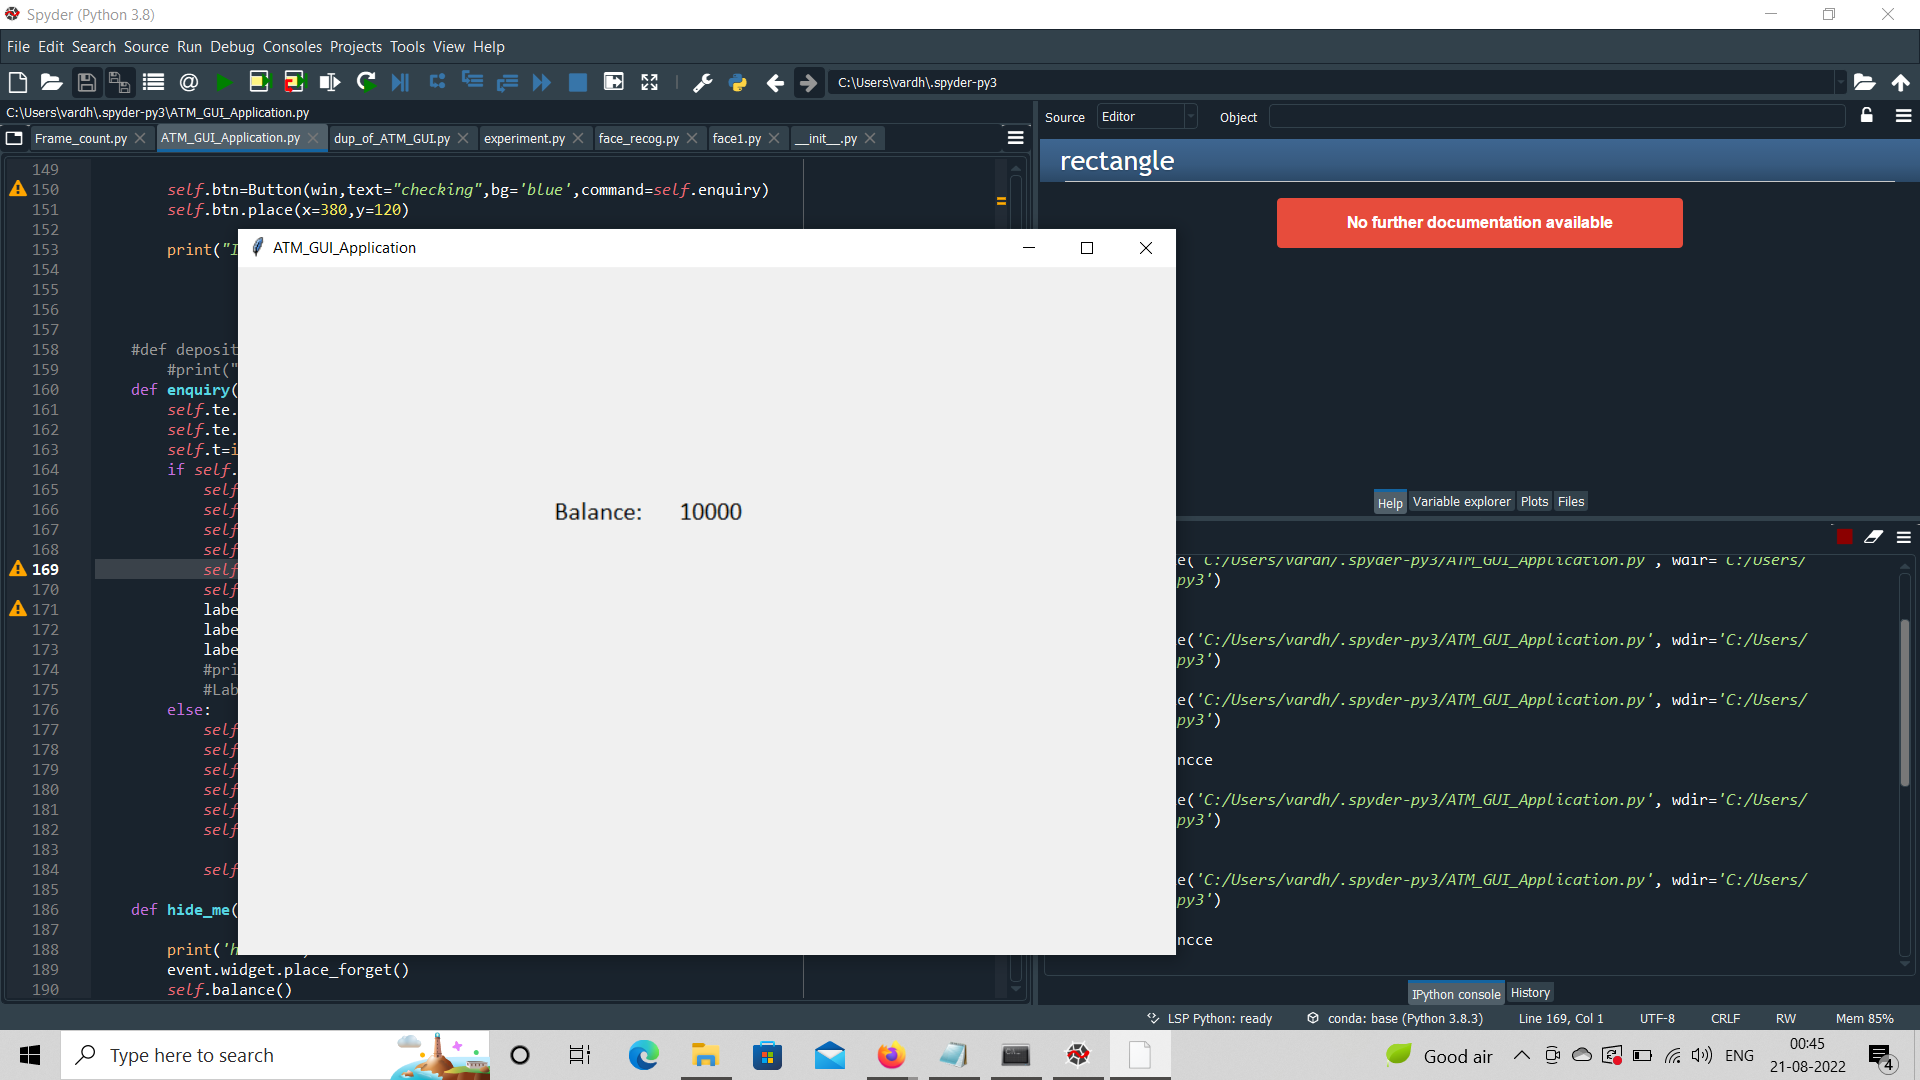 Spyder (Python 3.8)
File Edit Search Source Run Debug Consoles Projects Tools View Help
C:\Users\vardh\.spyder-py3
C:\Users\vardh\.spyder-py3\ATM_GUI_Application.py
Frame_count.py ATM_GUI_Application.py dup_of_ATM_GUI.py experiment.py face_recog.py face1.py __init__.py
149
150 self.btn=Button(win,text="checking",bg='blue',command=self.enquiry)
151 self.btn.place(x=380,y=120)
152
153 print("I
154
155
156
157
158 #def deposit
159 #print("
160 def enquiry(
161 self.te.
162 self.te.
163 self.t=i
164 if self.
165 self
166 self
167 self
168 self
169 self
170 self
171 labe
172 labe
173 labe
174 #pri
175 #Lab
176 else:
177 self
178 self
179 self
180 self
181 self
182 self
183
184 self
185
186 def hide_me(
187
188 print('h
189 event.widget.place_forget()
190 self.balance()
ATM_GUI_Application
Balance: 10000
Source Editor Object
rectangle
No further documentation available
Help Variable explorer Plots Files
e('C:/Users/vardh/.spyder-py3/ATM_GUI_Application.py', wdir='C:/Users/
py3')
e('C:/Users/vardh/.spyder-py3/ATM_GUI_Application.py', wdir='C:/Users/
py3')
e('C:/Users/vardh/.spyder-py3/ATM_GUI_Application.py', wdir='C:/Users/
py3')
ncce
e('C:/Users/vardh/.spyder-py3/ATM_GUI_Application.py', wdir='C:/Users/
py3')
e('C:/Users/vardh/.spyder-py3/ATM_GUI_Application.py', wdir='C:/Users/
py3')
ncce
IPython console History
LSP Python: ready conda: base (Python 3.8.3) Line 169, Col 1 UTF-8 CRLF RW Mem 85%
Type here to search
Good air ENG
00:45
21-08-2022
4